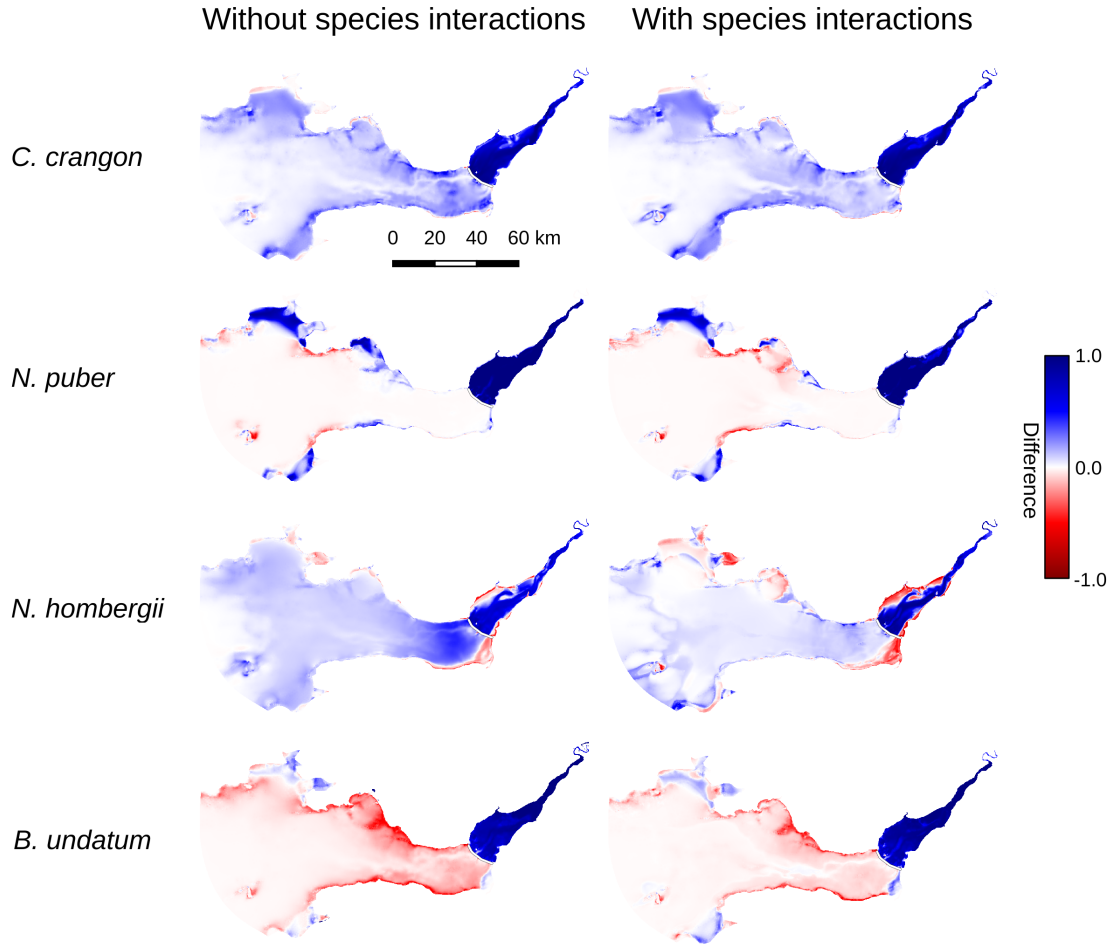 Without species interactions
With species interactions
C. crangon
0 20 40 60 km
N. puber
1.0
0.0
-1.0
Difference
N. hombergii
B. undatum